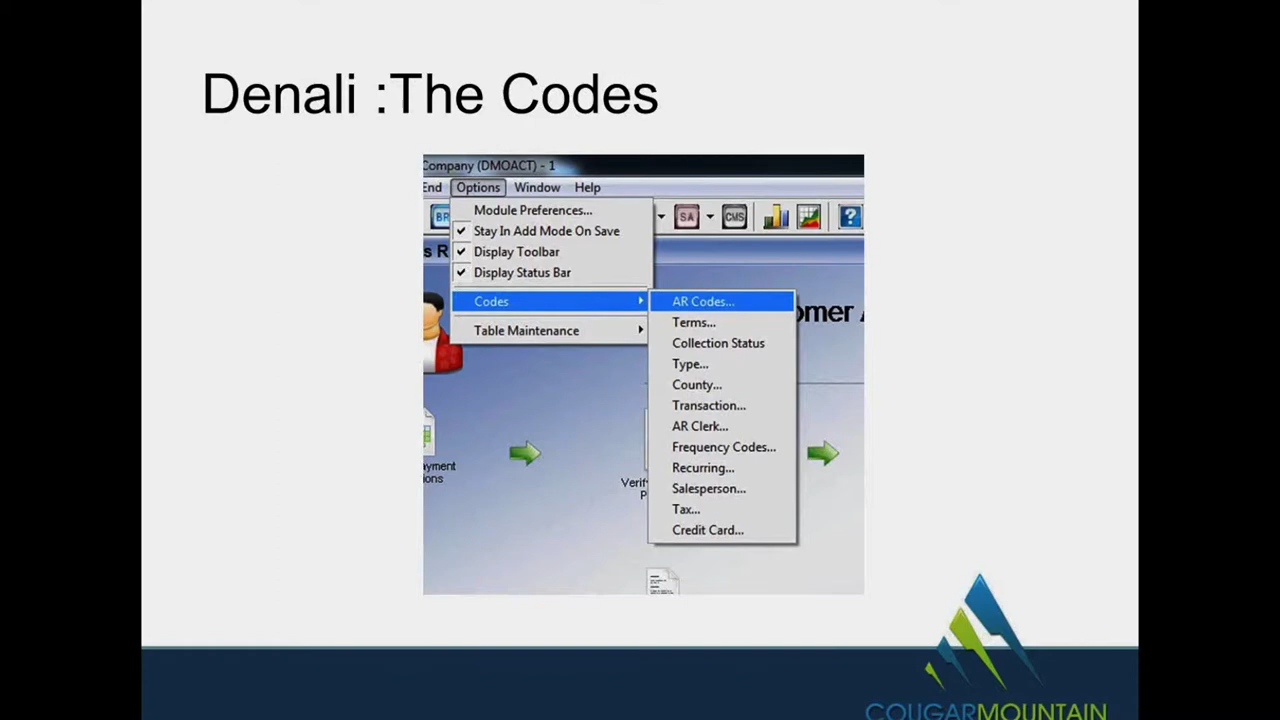 Denali :The Codes
Company (DMOACT) - 1
End Options Window Help
BR SA CMS ?
Module Preferences...
Stay In Add Mode On Save
s R
Display Toolbar
Display Status Bar
Codes
AR Codes...
omer A
Terms...
Table Maintenance
Collection Status
Type...
County...
Transaction...
AR Clerk...
Frequency Codes...
Recurring...
Salesperson...
Tax...
Credit Card...
ayment
ions
Verify
P
COUGARMOUNTAIN